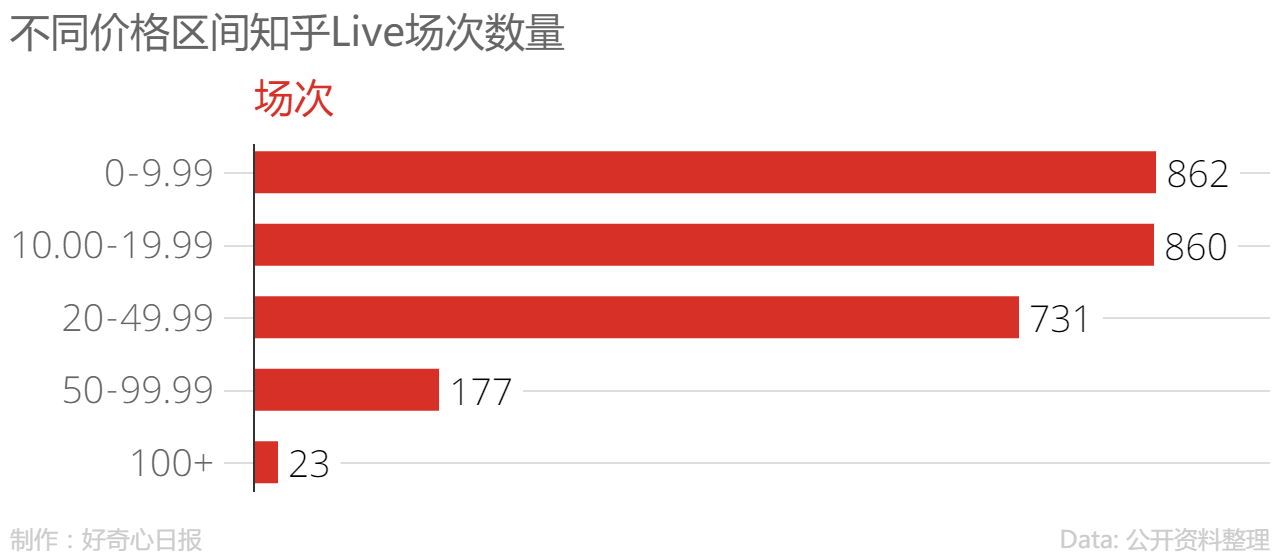 不同价格区间知乎Live场次数量
场次
0-9.99 862
10.00-19.99 860
20-49.99 731
50-99.99 177
100+ 23
制作：好奇心日报 Data: 公开资料整理